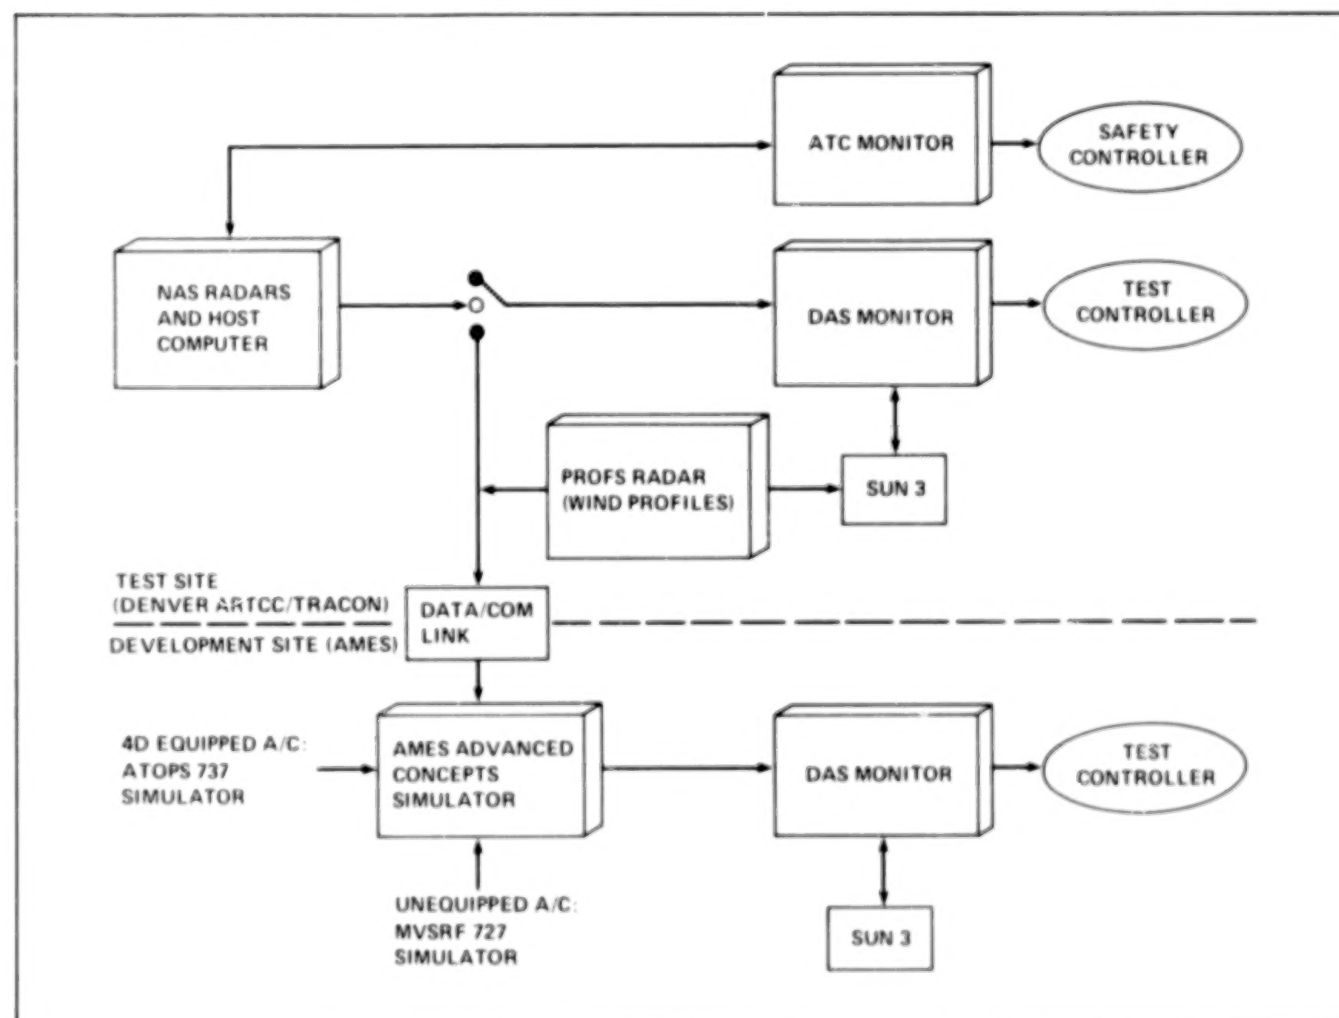 ATC MONITOR
SAFETY
CONTROLLER
NAS RADARS
AND HOST
COMPUTER
DAS MONITOR
TEST
CONTROLLER
PROFS RADAR
(WIND PROFILES)
SUN 3
TEST SITE
(DENVER ARTCC/TRACON)
DATA/COM
LINK
DEVELOPMENT SITE (AMES)
4D EQUIPPED A/C:
ATOPS 737
SIMULATOR
AMES ADVANCED
CONCEPTS
SIMULATOR
DAS MONITOR
TEST
CONTROLLER
UNEQUIPPED A/C:
MVSRF 727
SIMULATOR
SUN 3